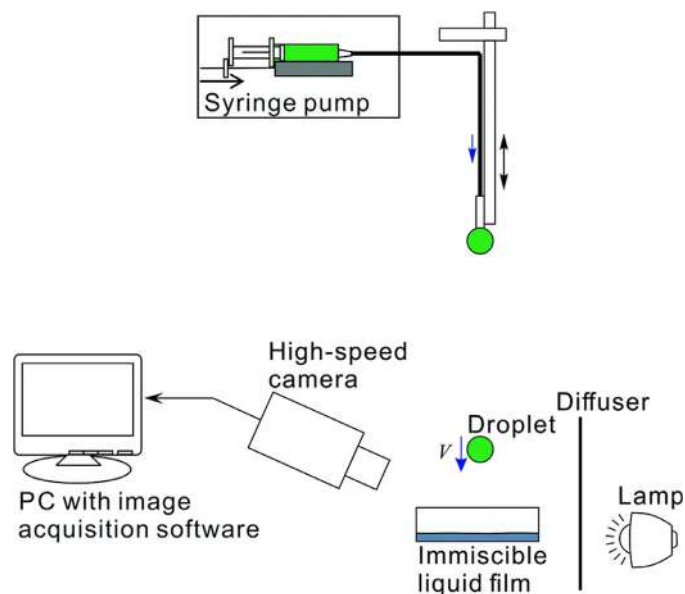 Syringe pump
High-speed
camera
Diffuser
Droplet
V
Lamp
PC with image
acquisition software
Immiscible
liquid film